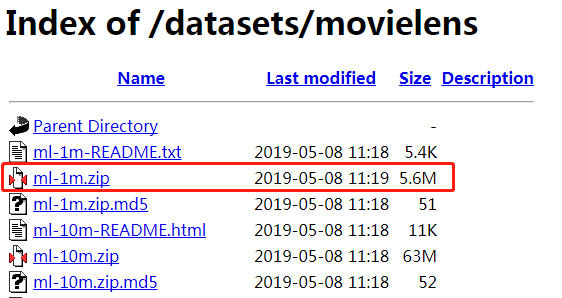 Index of /datasets/movielens
Name Last modified Size Description
Parent Directory -
ml-1m-README.txt 2019-05-08 11:18 5.4K
ml-1m.zip 2019-05-08 11:19 5.6M
ml-1m.zip.md5 2019-05-08 11:18 51
ml-10m-README.html 2019-05-08 11:18 11K
ml-10m.zip 2019-05-08 11:18 63M
ml-10m.zip.md5 2019-05-08 11:18 52